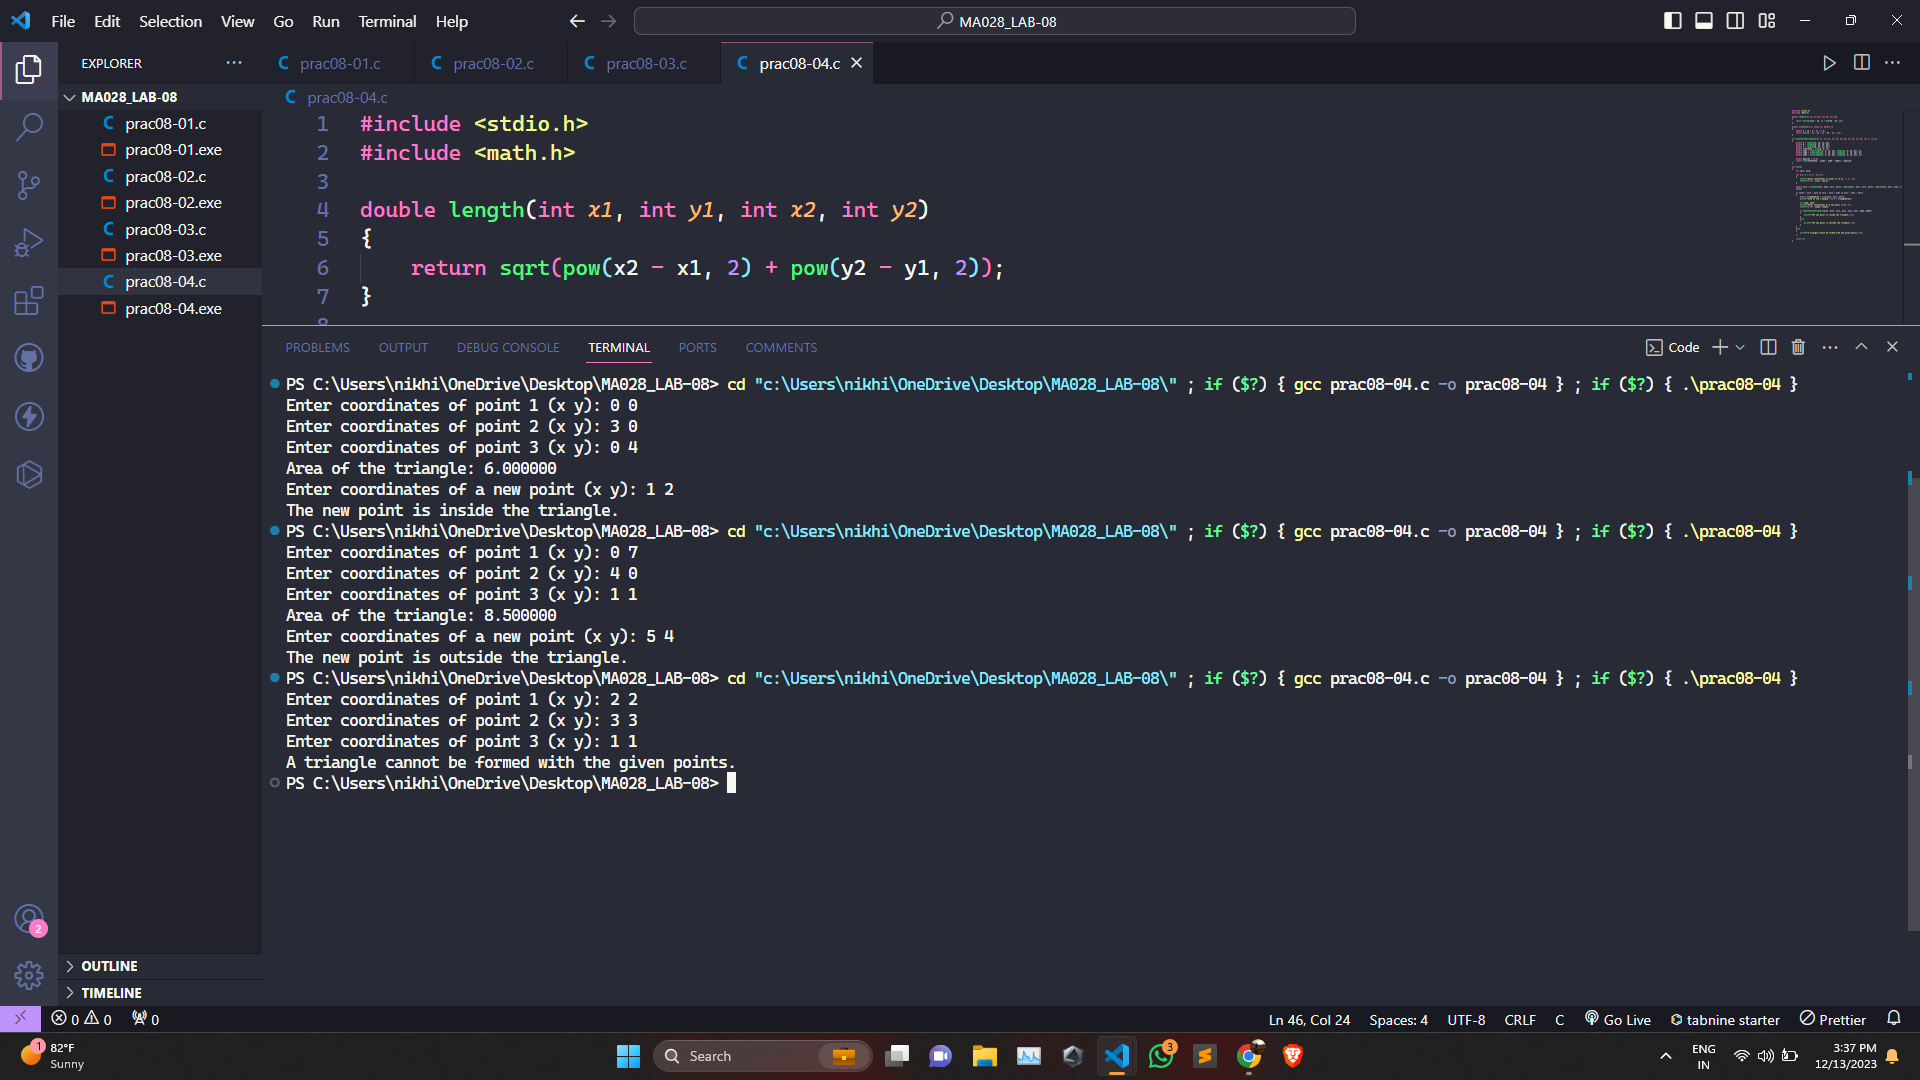 File Edit Selection View Go Run Terminal Help
MA028_LAB-08
EXPLORER
prac08-01.c
prac08-02.c
prac08-03.c
prac08-04.c
MA028_LAB-08
prac08-01.c
prac08-01.exe
prac08-02.c
prac08-02.exe
prac08-03.c
prac08-03.exe
prac08-04.c
prac08-04.exe
OUTLINE
TIMELINE
C prac08-04.c
1 #include <stdio.h>
2 #include <math.h>
3
4 double length(int x1, int y1, int x2, int y2)
5 {
6 return sqrt(pow(x2 - x1, 2) + pow(y2 - y1, 2));
7 }
8
PROBLEMS OUTPUT DEBUG CONSOLE TERMINAL PORTS COMMENTS
Code
PS C:\Users\nikhi\OneDrive\Desktop\MA028_LAB-08> cd "c:\Users\nikhi\OneDrive\Desktop\MA028_LAB-08\" ; if ($?) { gcc prac08-04.c -o prac08-04 } ; if ($?) { .\prac08-04 }
Enter coordinates of point 1 (x y): 0 0
Enter coordinates of point 2 (x y): 3 0
Enter coordinates of point 3 (x y): 0 4
Area of the triangle: 6.000000
Enter coordinates of a new point (x y): 1 2
The new point is inside the triangle.
PS C:\Users\nikhi\OneDrive\Desktop\MA028_LAB-08> cd "c:\Users\nikhi\OneDrive\Desktop\MA028_LAB-08\" ; if ($?) { gcc prac08-04.c -o prac08-04 } ; if ($?) { .\prac08-04 }
Enter coordinates of point 1 (x y): 0 7
Enter coordinates of point 2 (x y): 4 0
Enter coordinates of point 3 (x y): 1 1
Area of the triangle: 8.500000
Enter coordinates of a new point (x y): 5 4
The new point is outside the triangle.
PS C:\Users\nikhi\OneDrive\Desktop\MA028_LAB-08> cd "c:\Users\nikhi\OneDrive\Desktop\MA028_LAB-08\" ; if ($?) { gcc prac08-04.c -o prac08-04 } ; if ($?) { .\prac08-04 }
Enter coordinates of point 1 (x y): 2 2
Enter coordinates of point 2 (x y): 3 3
Enter coordinates of point 3 (x y): 1 1
A triangle cannot be formed with the given points.
PS C:\Users\nikhi\OneDrive\Desktop\MA028_LAB-08>
2
0 0 0
Ln 46, Col 24 Spaces: 4 UTF-8 CRLF C Go Live tabnine starter Prettier
1
82°F
Sunny
Search
3
ENG
IN
3:37 PM
12/13/2023